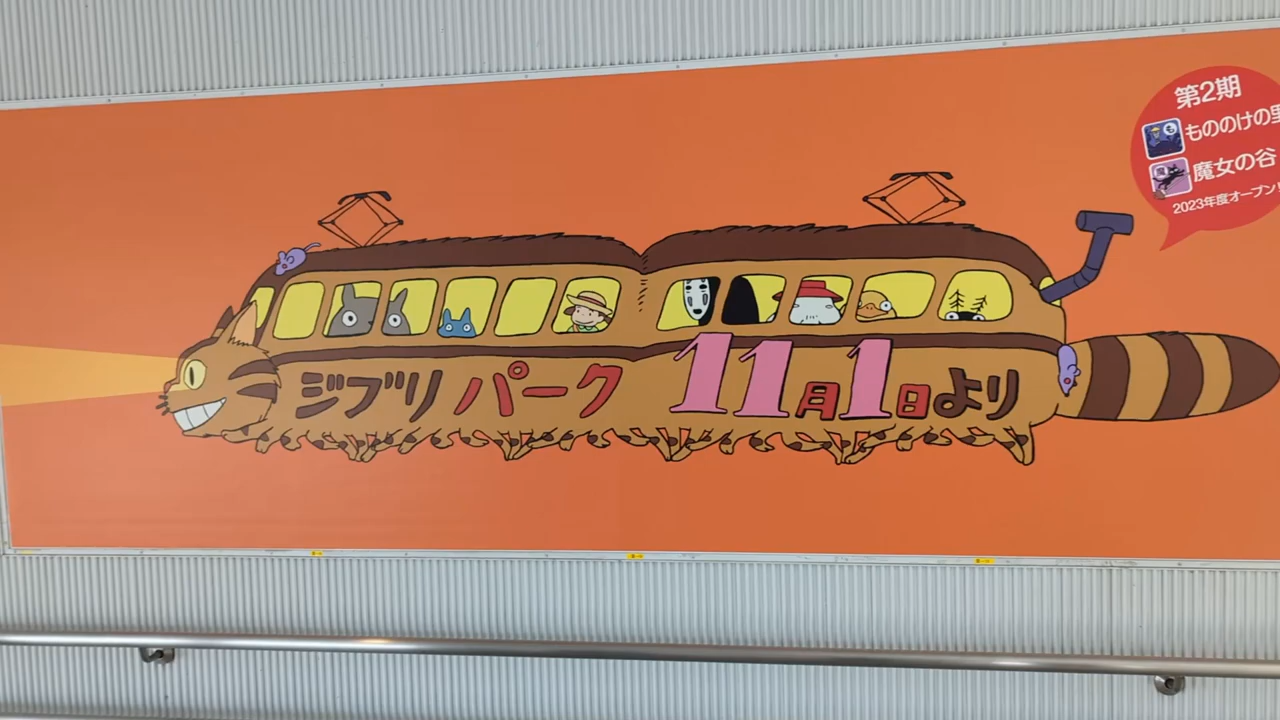 第2期
もののけの里
魔女の谷
2023年度オープン!
ジブリパーク 11月1日より